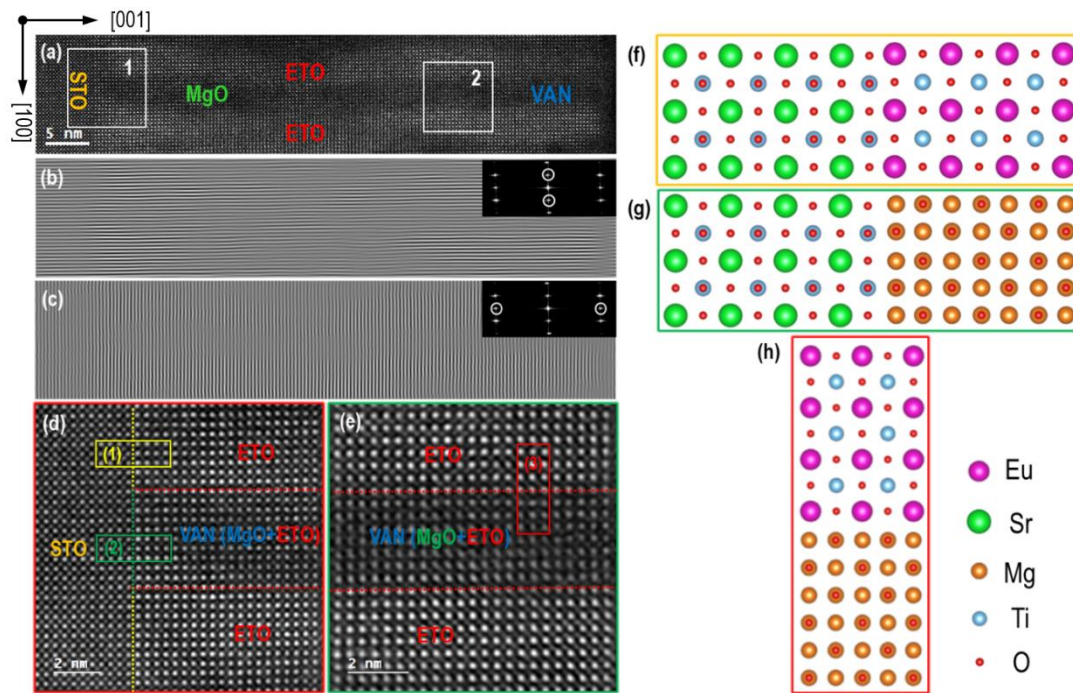 [001]
[100]
(a)
1
STO
MgO
ETO
ETO
2
VAN
5 nm
(b)
(c)
(d)
(1)
ETO
STO
(2)
VAN (MgO+ETO)
ETO
2 nm
(e)
ETO
(3)
VAN (MgO+ETO)
ETO
2 nm
(f)
(g)
(h)
Eu
Sr
Mg
Ti
O